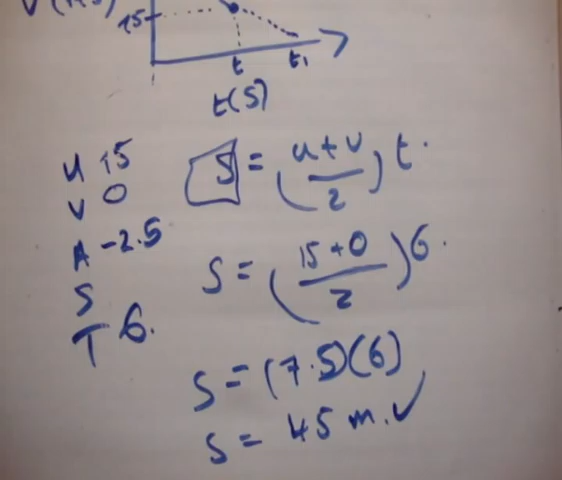 15
t t₁
t(s)
U 15
V 0
A -2.5
S
T 6.
S = (u+v/2) t.
S = (15+0/2) 6.
S = (7.5)(6)
S = 45 m. ✓